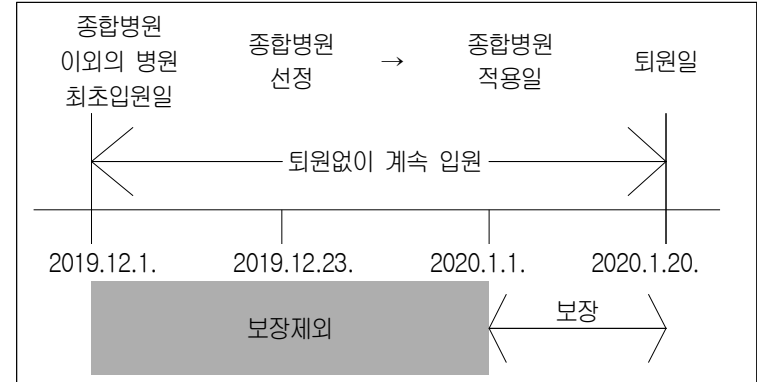 종합병원
이외의 병원
최초입원일
종합병원
선정
→
종합병원
적용일
퇴원일
퇴원없이 계속 입원
2019.12.1.
2019.12.23.
2020.1.1.
2020.1.20.
보장제외
보장